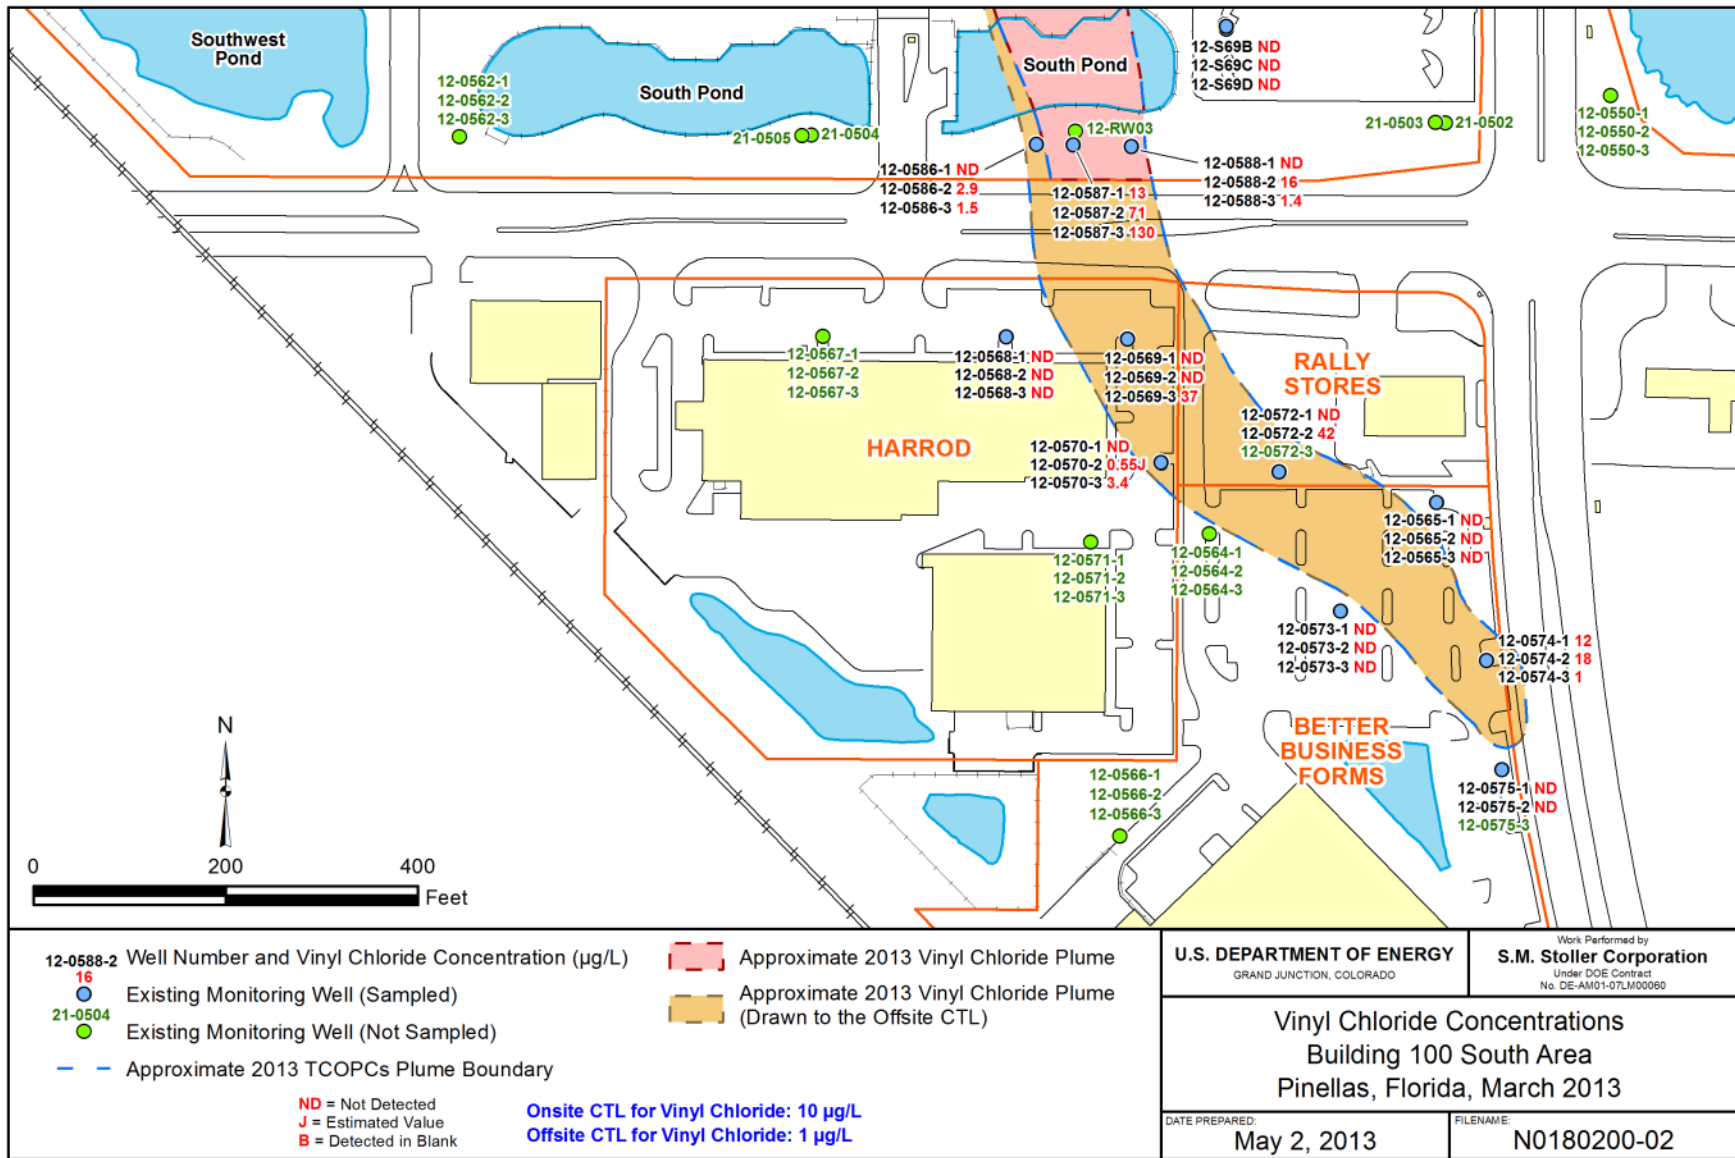 Southwest
Pond
12-0562-1
12-0562-2
12-0562-3
South Pond
21-0505
21-0504
South Pond
12-RW03
12-S69B ND
12-S69C ND
12-S69D ND
21-0503
21-0502
12-0550-1
12-0550-2
12-0550-3
12-0586-1 ND
12-0586-2 2.9
12-0586-3 1.5
12-0587-1 13
12-0587-2 71
12-0587-3 130
12-0588-1 ND
12-0588-2 16
12-0588-3 1.4
12-0567-1
12-0567-2
12-0567-3
12-0568-1 ND
12-0568-2 ND
12-0568-3 ND
12-0569-1 ND
12-0569-2 ND
12-0569-3 37
RALLY
STORES
12-0572-1 ND
12-0572-2 42
12-0572-3
HARROD
12-0570-1 ND
12-0570-2 0.55J
12-0570-3 3.4
12-0565-1 ND
12-0565-2 ND
12-0565-3 ND
12-0571-1
12-0571-2
12-0571-3
12-0564-1
12-0564-2
12-0564-3
12-0573-1 ND
12-0573-2 ND
12-0573-3 ND
12-0574-1 12
12-0574-2 18
12-0574-3 1
BETTER
BUSINESS
FORMS
12-0566-1
12-0566-2
12-0566-3
12-0575-1 ND
12-0575-2 ND
12-0575-3
N
0 200 400
Feet
12-0588-2
16
Well Number and Vinyl Chloride Concentration (µg/L)
Existing Monitoring Well (Sampled)
21-0504
Existing Monitoring Well (Not Sampled)
Approximate 2013 TCOPCs Plume Boundary
ND = Not Detected
J = Estimated Value
B = Detected in Blank
Approximate 2013 Vinyl Chloride Plume
Approximate 2013 Vinyl Chloride Plume
(Drawn to the Offsite CTL)
Onsite CTL for Vinyl Chloride: 10 µg/L
Offsite CTL for Vinyl Chloride: 1 µg/L
U.S. DEPARTMENT OF ENERGY
GRAND JUNCTION, COLORADO
Work Performed by
S.M. Stoller Corporation
Under DOE Contract
No. DE-AM01-07LM00060
Vinyl Chloride Concentrations
Building 100 South Area
Pinellas, Florida, March 2013
DATE PREPARED:
May 2, 2013
FILENAME:
N0180200-02